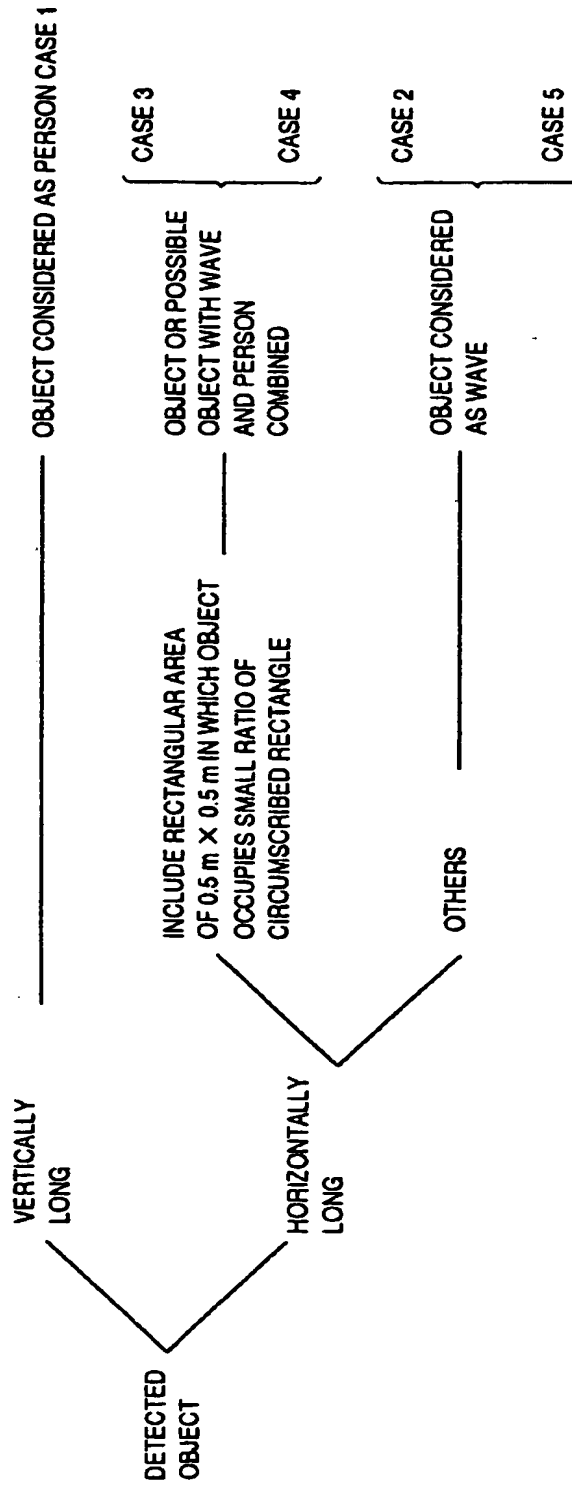 DETECTED
OBJECT
VERTICALLY
LONG
OBJECT CONSIDERED AS PERSON CASE 1
HORIZONTALLY
LONG
INCLUDE RECTANGULAR AREA
OF 0.5 m × 0.5 m IN WHICH OBJECT
OCCUPIES SMALL RATIO OF
CIRCUMSCRIBED RECTANGLE
OBJECT OR POSSIBLE
OBJECT WITH WAVE
AND PERSON
COMBINED
CASE 3
CASE 4
OTHERS
OBJECT CONSIDERED
AS WAVE
CASE 2
CASE 5